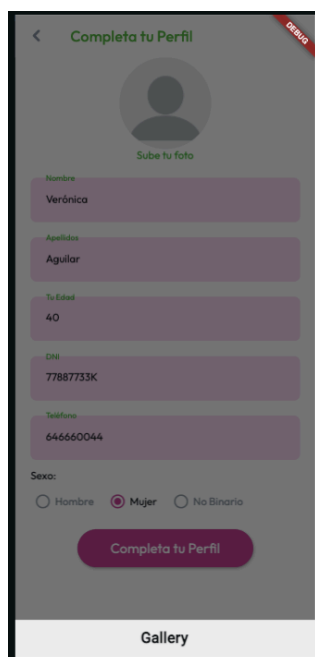 Completa tu Perfil
DEBUG
Sube tu foto
Nombre
Verónica
Apellidos
Aguilar
Tu Edad
40
DNI
77887733K
Teléfono
646660044
Sexo:
Hombre Mujer No Binario
Completa tu Perfil
Gallery